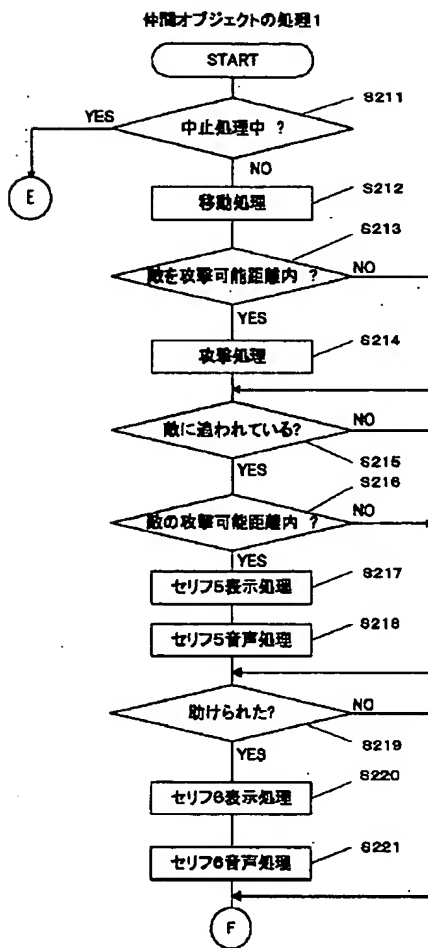 仲間オブジェクトの処理1
START
S211
YES
中止処理中 ?
E
NO
S212
移動処理
S213
敵を攻撃可能距離内 ?
NO
YES
S214
攻撃処理
敵に追われている?
NO
S215
YES
S216
敵の攻撃可能距離内 ?
NO
YES
S217
セリフ5表示処理
S218
セリフ5音声処理
助けられた?
NO
S219
YES
S220
セリフ6表示処理
S221
セリフ6音声処理
F